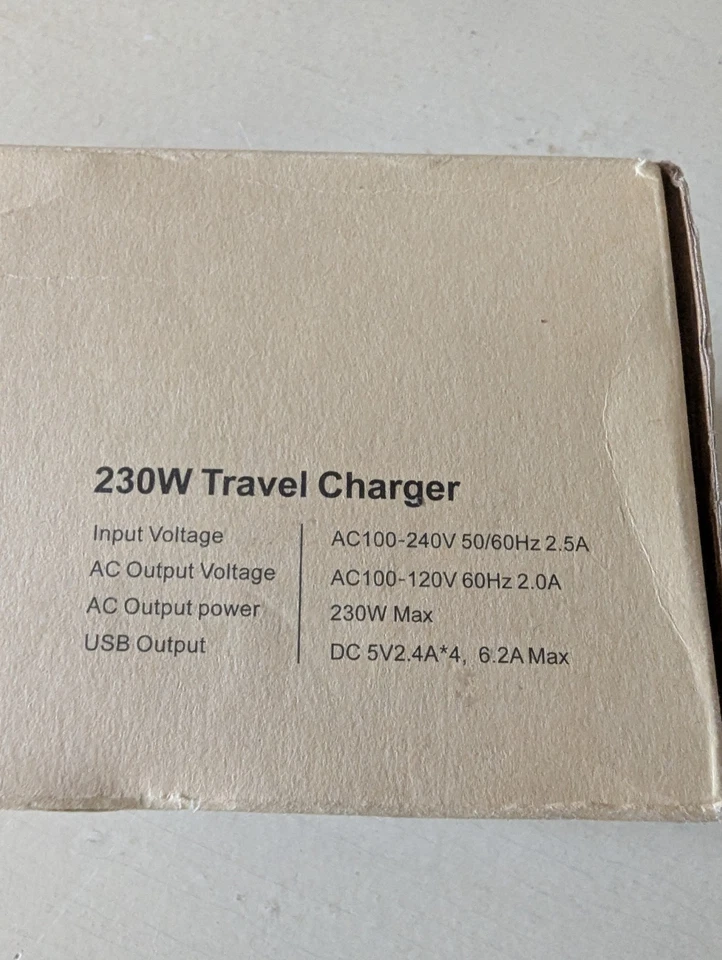 230W Travel Charger
Input Voltage AC100-240V 50/60Hz 2.5A
AC Output Voltage AC100-120V 60Hz 2.0A
AC Output power 230W Max
USB Output DC 5V2.4A*4, 6.2A Max